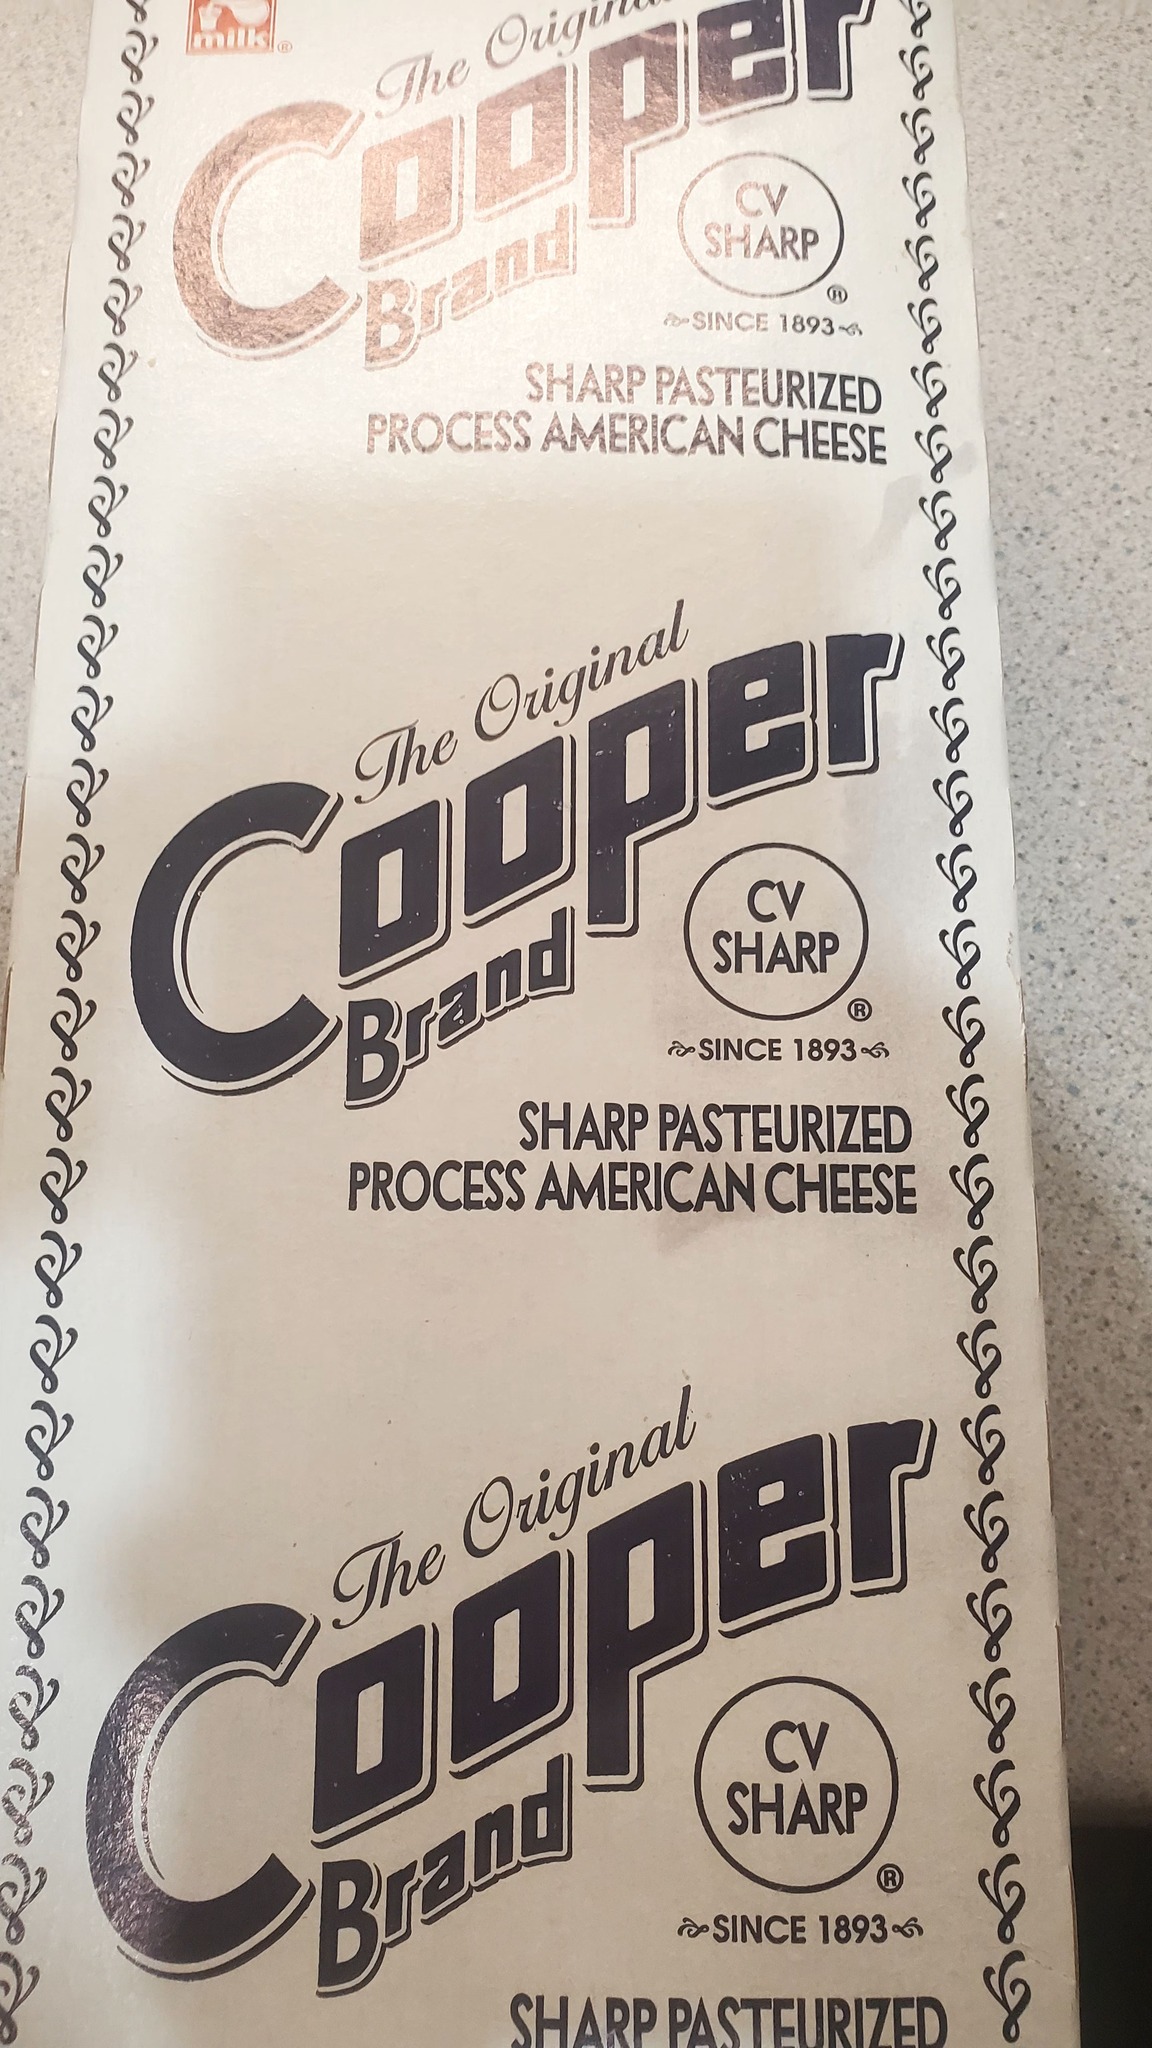 milk®
The Original
Cooper
Brand
CV
SHARP
®
SINCE 1893
SHARP PASTEURIZED
PROCESS AMERICAN CHEESE
The Original
Cooper
Brand
CV
SHARP
®
SINCE 1893
SHARP PASTEURIZED
PROCESS AMERICAN CHEESE
The Original
Cooper
Brand
CV
SHARP
®
SINCE 1893
SHARP PASTEURIZED